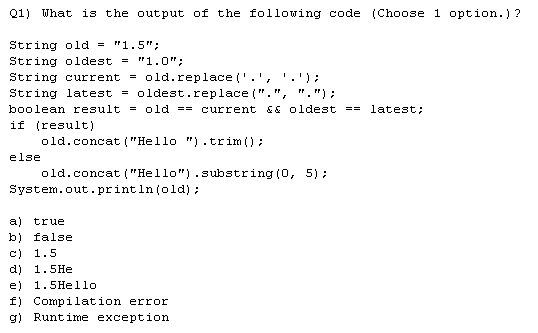 Q1) What is the output of the following code (Choose 1 option.)?
String old = "1.5";
String oldest = "1.0";
String current = old.replace('.', '.');
String latest = oldest.replace(".", ".");
boolean result = old == current && oldest == latest;
if (result)
    old.concat("Hello ").trim();
else
    old.concat("Hello").substring(0, 5);
System.out.println(old);
a) true
b) false
c) 1.5
d) 1.5He
e) 1.5Hello
f) Compilation error
g) Runtime exception